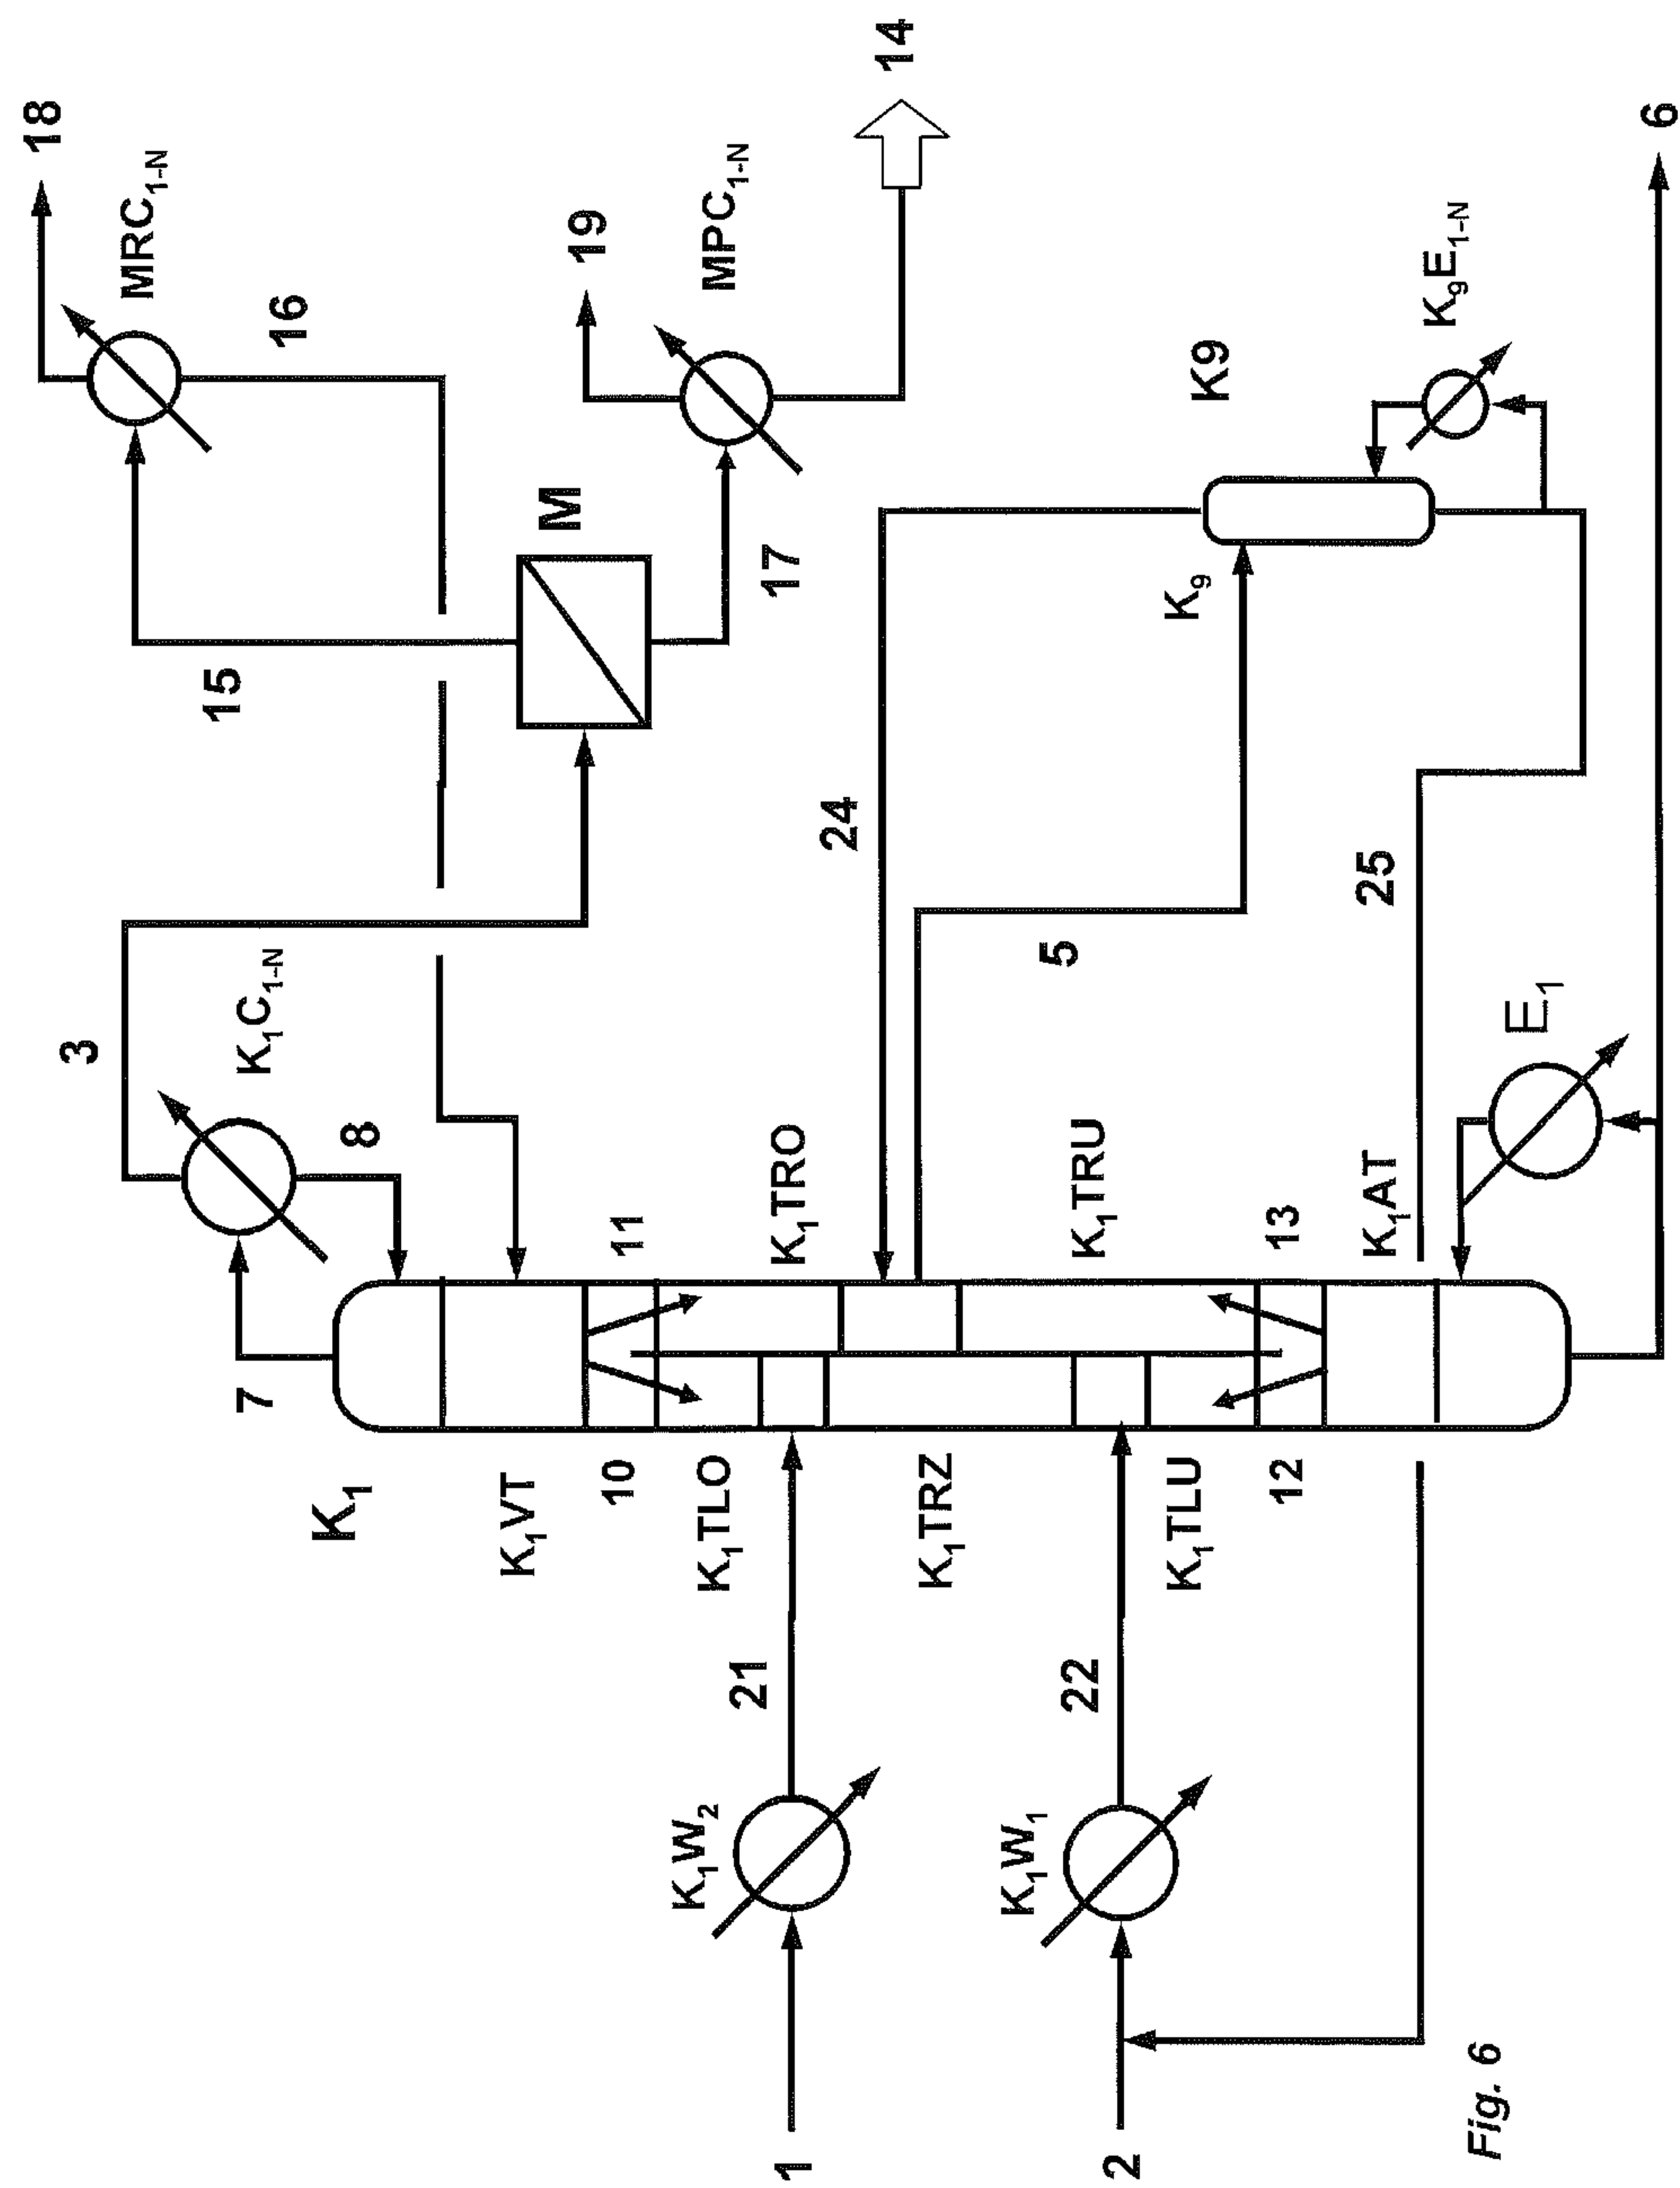 18
MRC₁₋N
16
15
3
K₁C₁₋N
7
8
K₁
K₁VT
M
19
MPC₁₋N
14
17
10
11
K₁TLO
K₁TRO
K₁W₂
1
21
24
K₁TRZ
5
K₉
K9
K₁W₁
2
22
K₁TLU
K₁TRU
12
13
K₁AT
25
K₉E₁₋N
E₁
6
Fig. 6